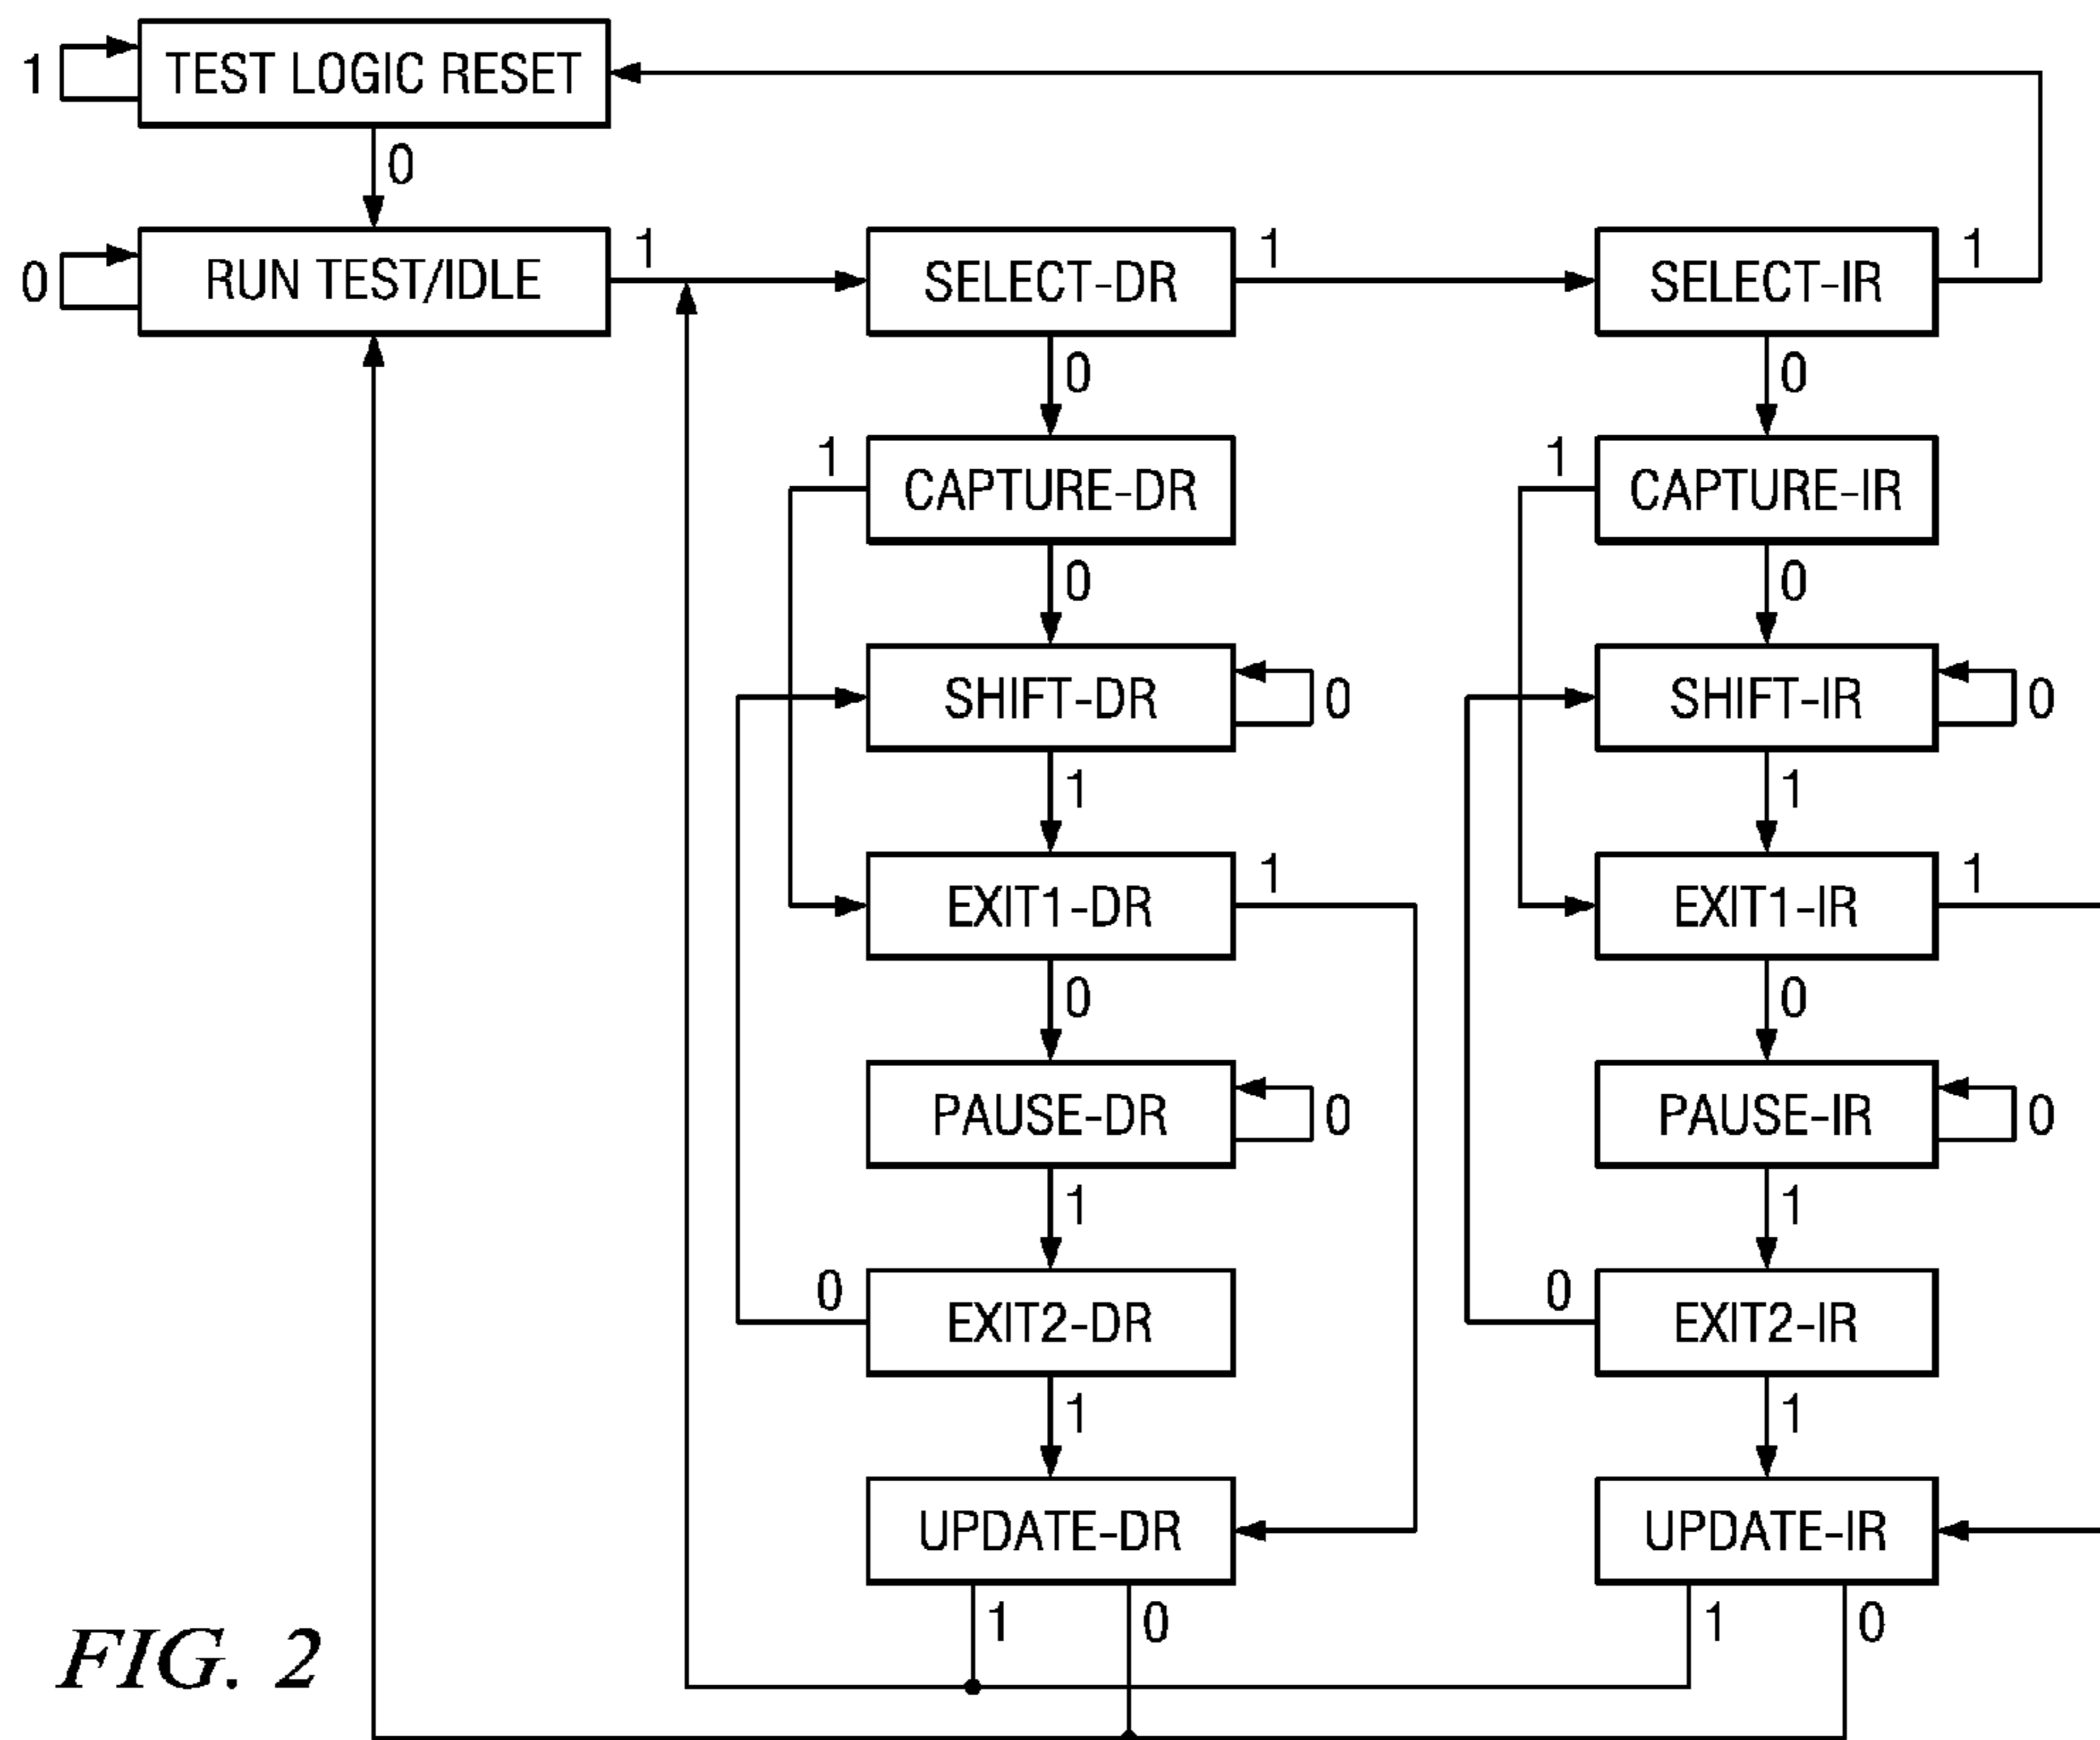 1
TEST LOGIC RESET
0
0
RUN TEST/IDLE
1
SELECT-DR
1
SELECT-IR
1
0
0
1
CAPTURE-DR
1
CAPTURE-IR
0
0
SHIFT-DR
0
SHIFT-IR
0
1
1
EXIT1-DR
1
EXIT1-IR
1
0
0
PAUSE-DR
0
PAUSE-IR
0
1
1
0
EXIT2-DR
0
EXIT2-IR
1
1
UPDATE-DR
UPDATE-IR
1
0
1
0
FIG. 2